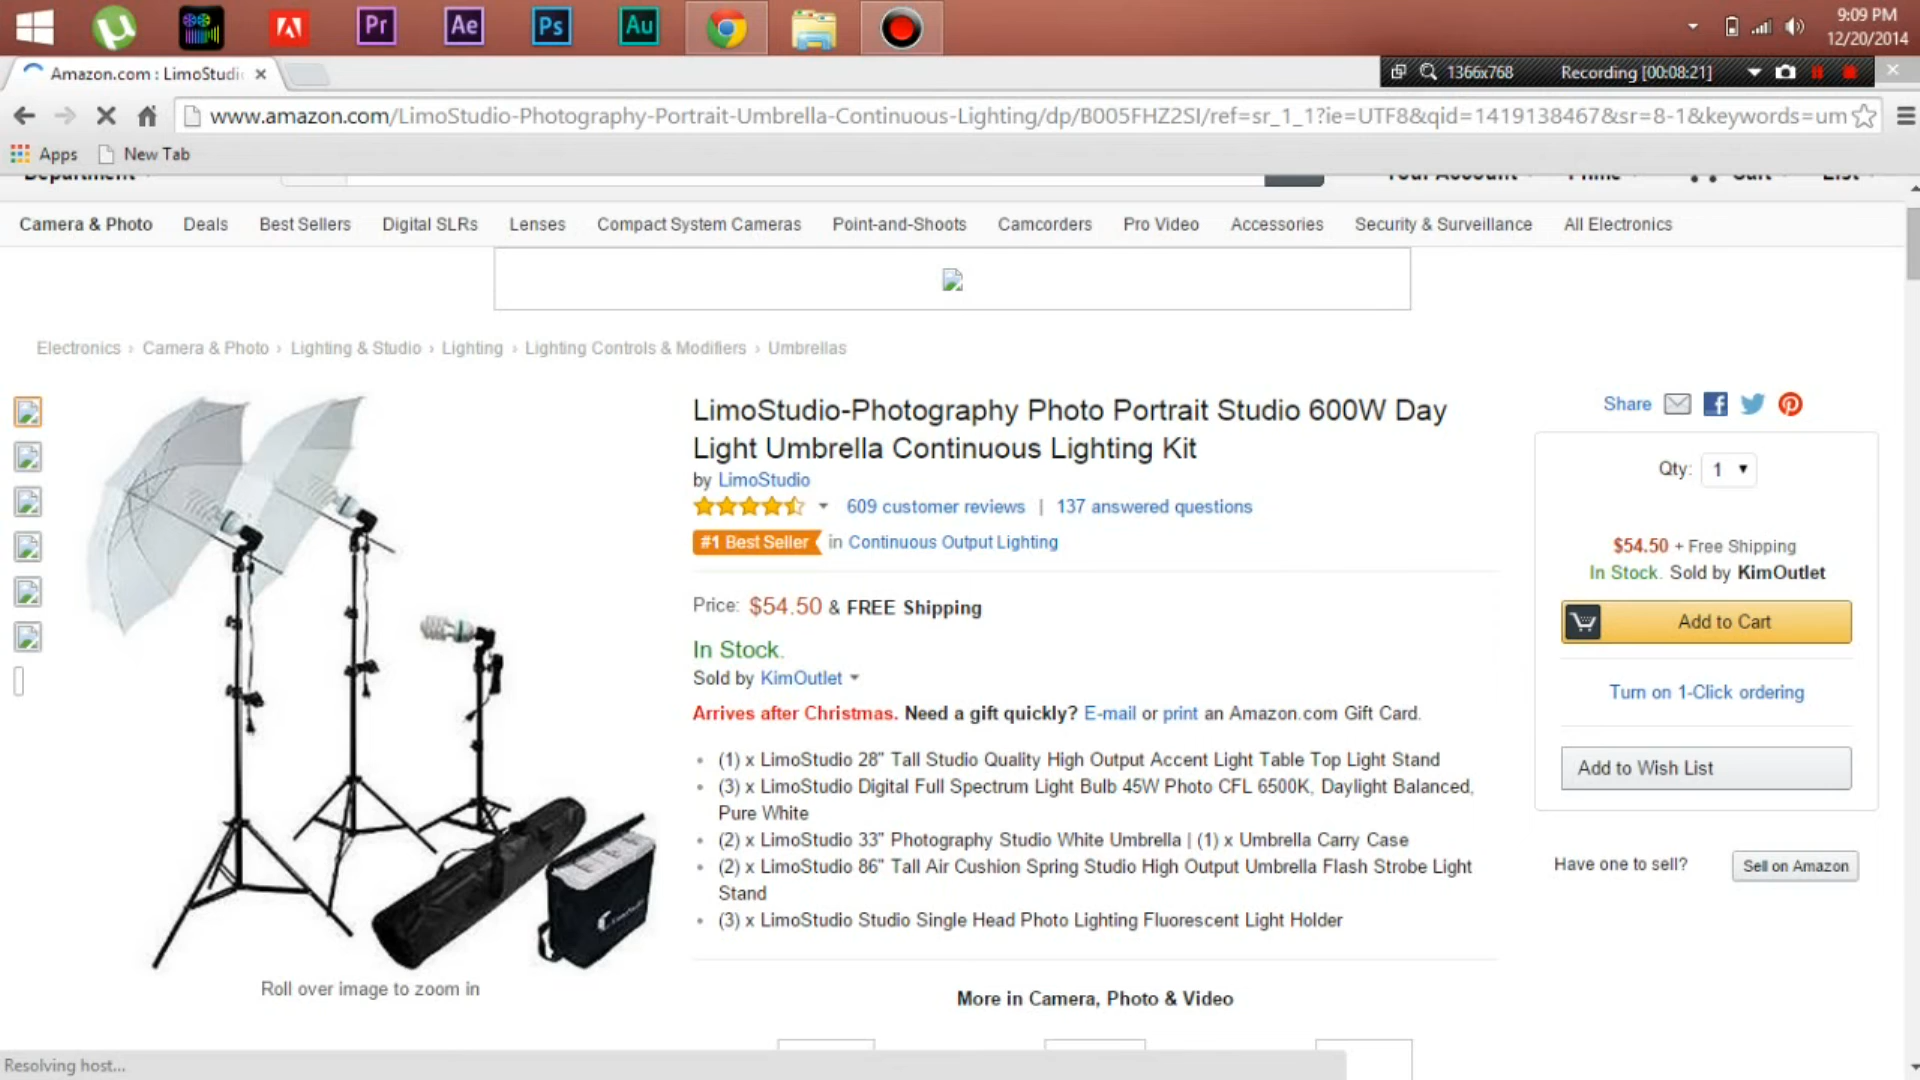 Pr Ae Ps Au
9:09 PM
12/20/2014
Amazon.com : LimoStudi
1366x768 Recording [00:08:21]
www.amazon.com/LimoStudio-Photography-Portrait-Umbrella-Continuous-Lighting/dp/B005FHZ2SI/ref=sr_1_1?ie=UTF8&qid=1419138467&sr=8-1&keywords=um
Apps New Tab
Department Your Account Prime Cart List
Camera & Photo Deals Best Sellers Digital SLRs Lenses Compact System Cameras Point-and-Shoots Camcorders Pro Video Accessories Security & Surveillance All Electronics
Electronics › Camera & Photo › Lighting & Studio › Lighting › Lighting Controls & Modifiers › Umbrellas
LimoStudio-Photography Photo Portrait Studio 600W Day
Light Umbrella Continuous Lighting Kit
by LimoStudio
609 customer reviews | 137 answered questions
#1 Best Seller in Continuous Output Lighting
Price: $54.50 & FREE Shipping
In Stock.
Sold by KimOutlet
Arrives after Christmas. Need a gift quickly? E-mail or print an Amazon.com Gift Card.
(1) x LimoStudio 28" Tall Studio Quality High Output Accent Light Table Top Light Stand
(3) x LimoStudio Digital Full Spectrum Light Bulb 45W Photo CFL 6500K, Daylight Balanced,
Pure White
(2) x LimoStudio 33" Photography Studio White Umbrella | (1) x Umbrella Carry Case
(2) x LimoStudio 86" Tall Air Cushion Spring Studio High Output Umbrella Flash Strobe Light
Stand
(3) x LimoStudio Studio Single Head Photo Lighting Fluorescent Light Holder
Roll over image to zoom in
More in Camera, Photo & Video
Share
Qty: 1
$54.50 + Free Shipping
In Stock. Sold by KimOutlet
Add to Cart
Turn on 1-Click ordering
Add to Wish List
Have one to sell? Sell on Amazon
Resolving host...